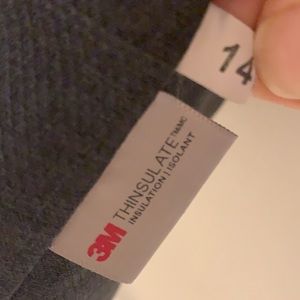 14
3M THINSULATE™/MC
INSULATION | ISOLANT